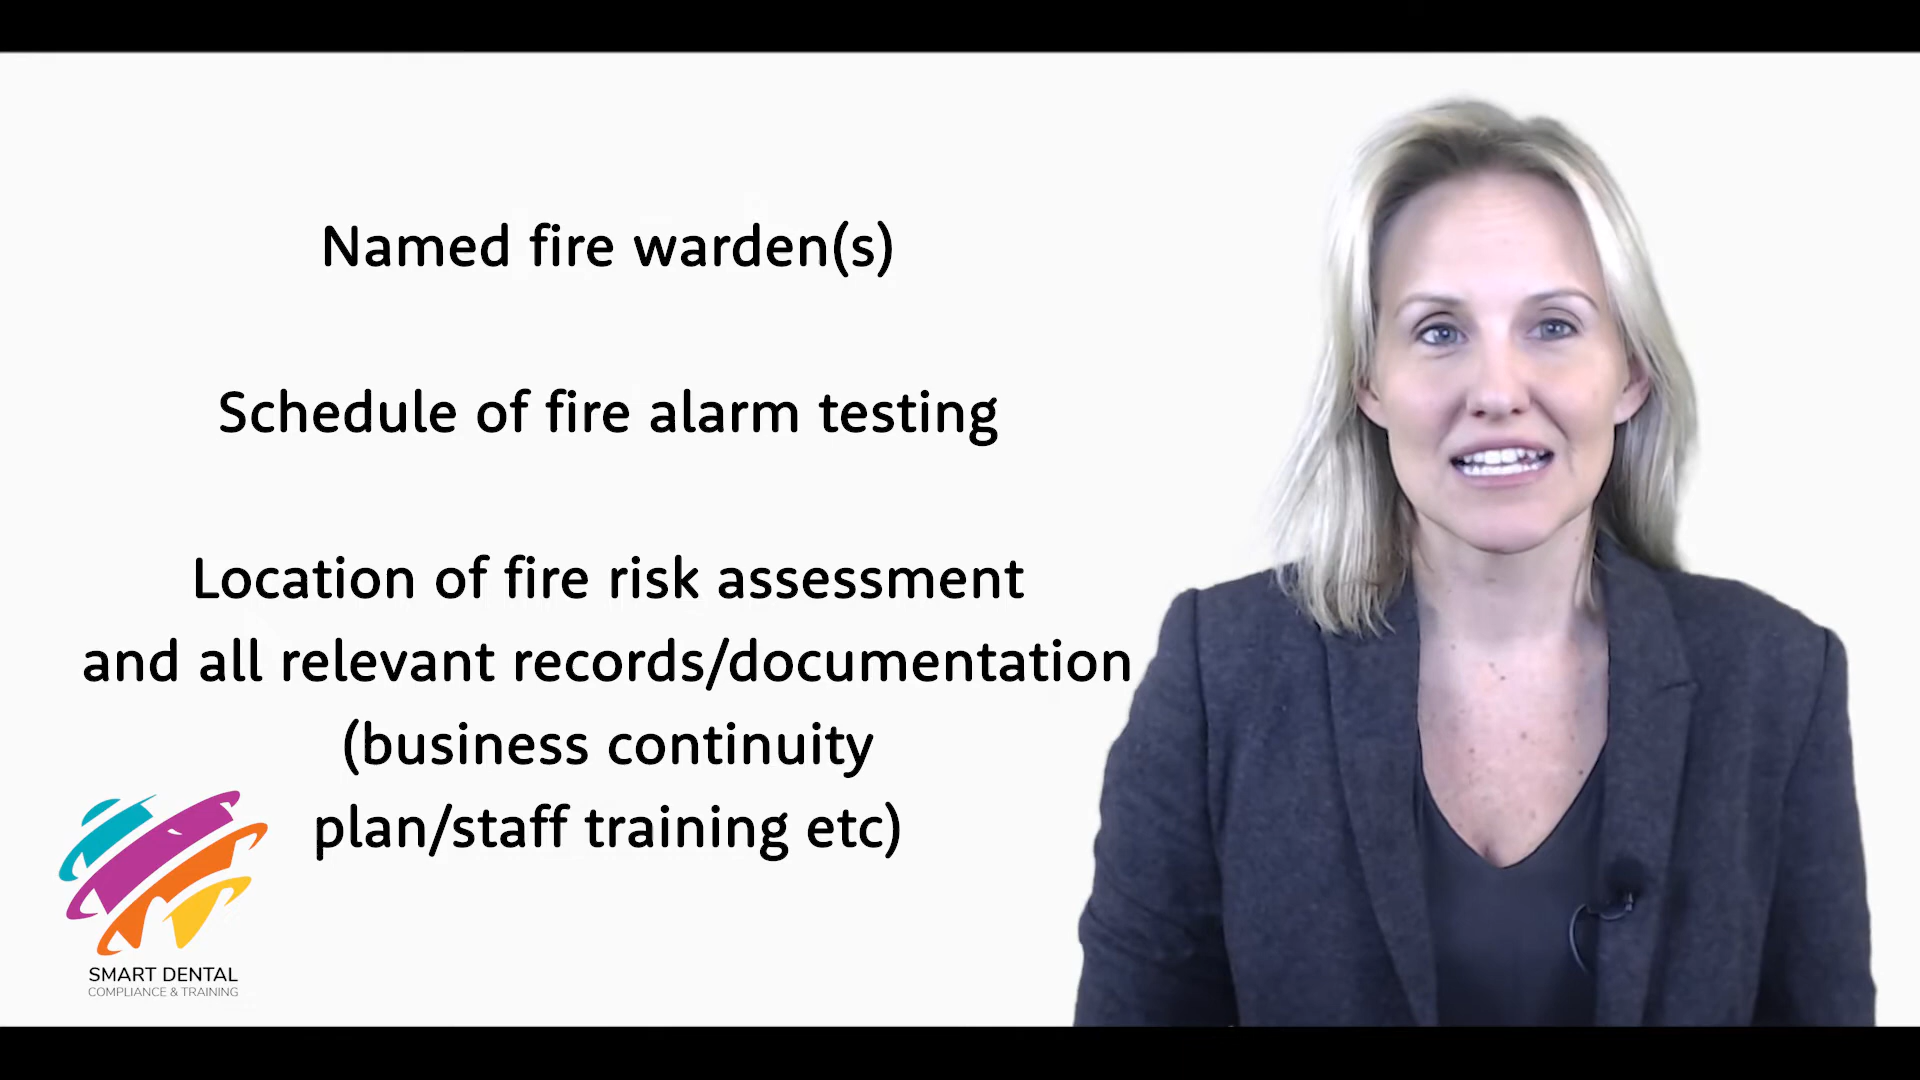 Named fire warden(s)
Schedule of fire alarm testing
Location of fire risk assessment
and all relevant records/documentation
(business continuity
plan/staff training etc)
SMART DENTAL
COMPLIANCE & TRAINING